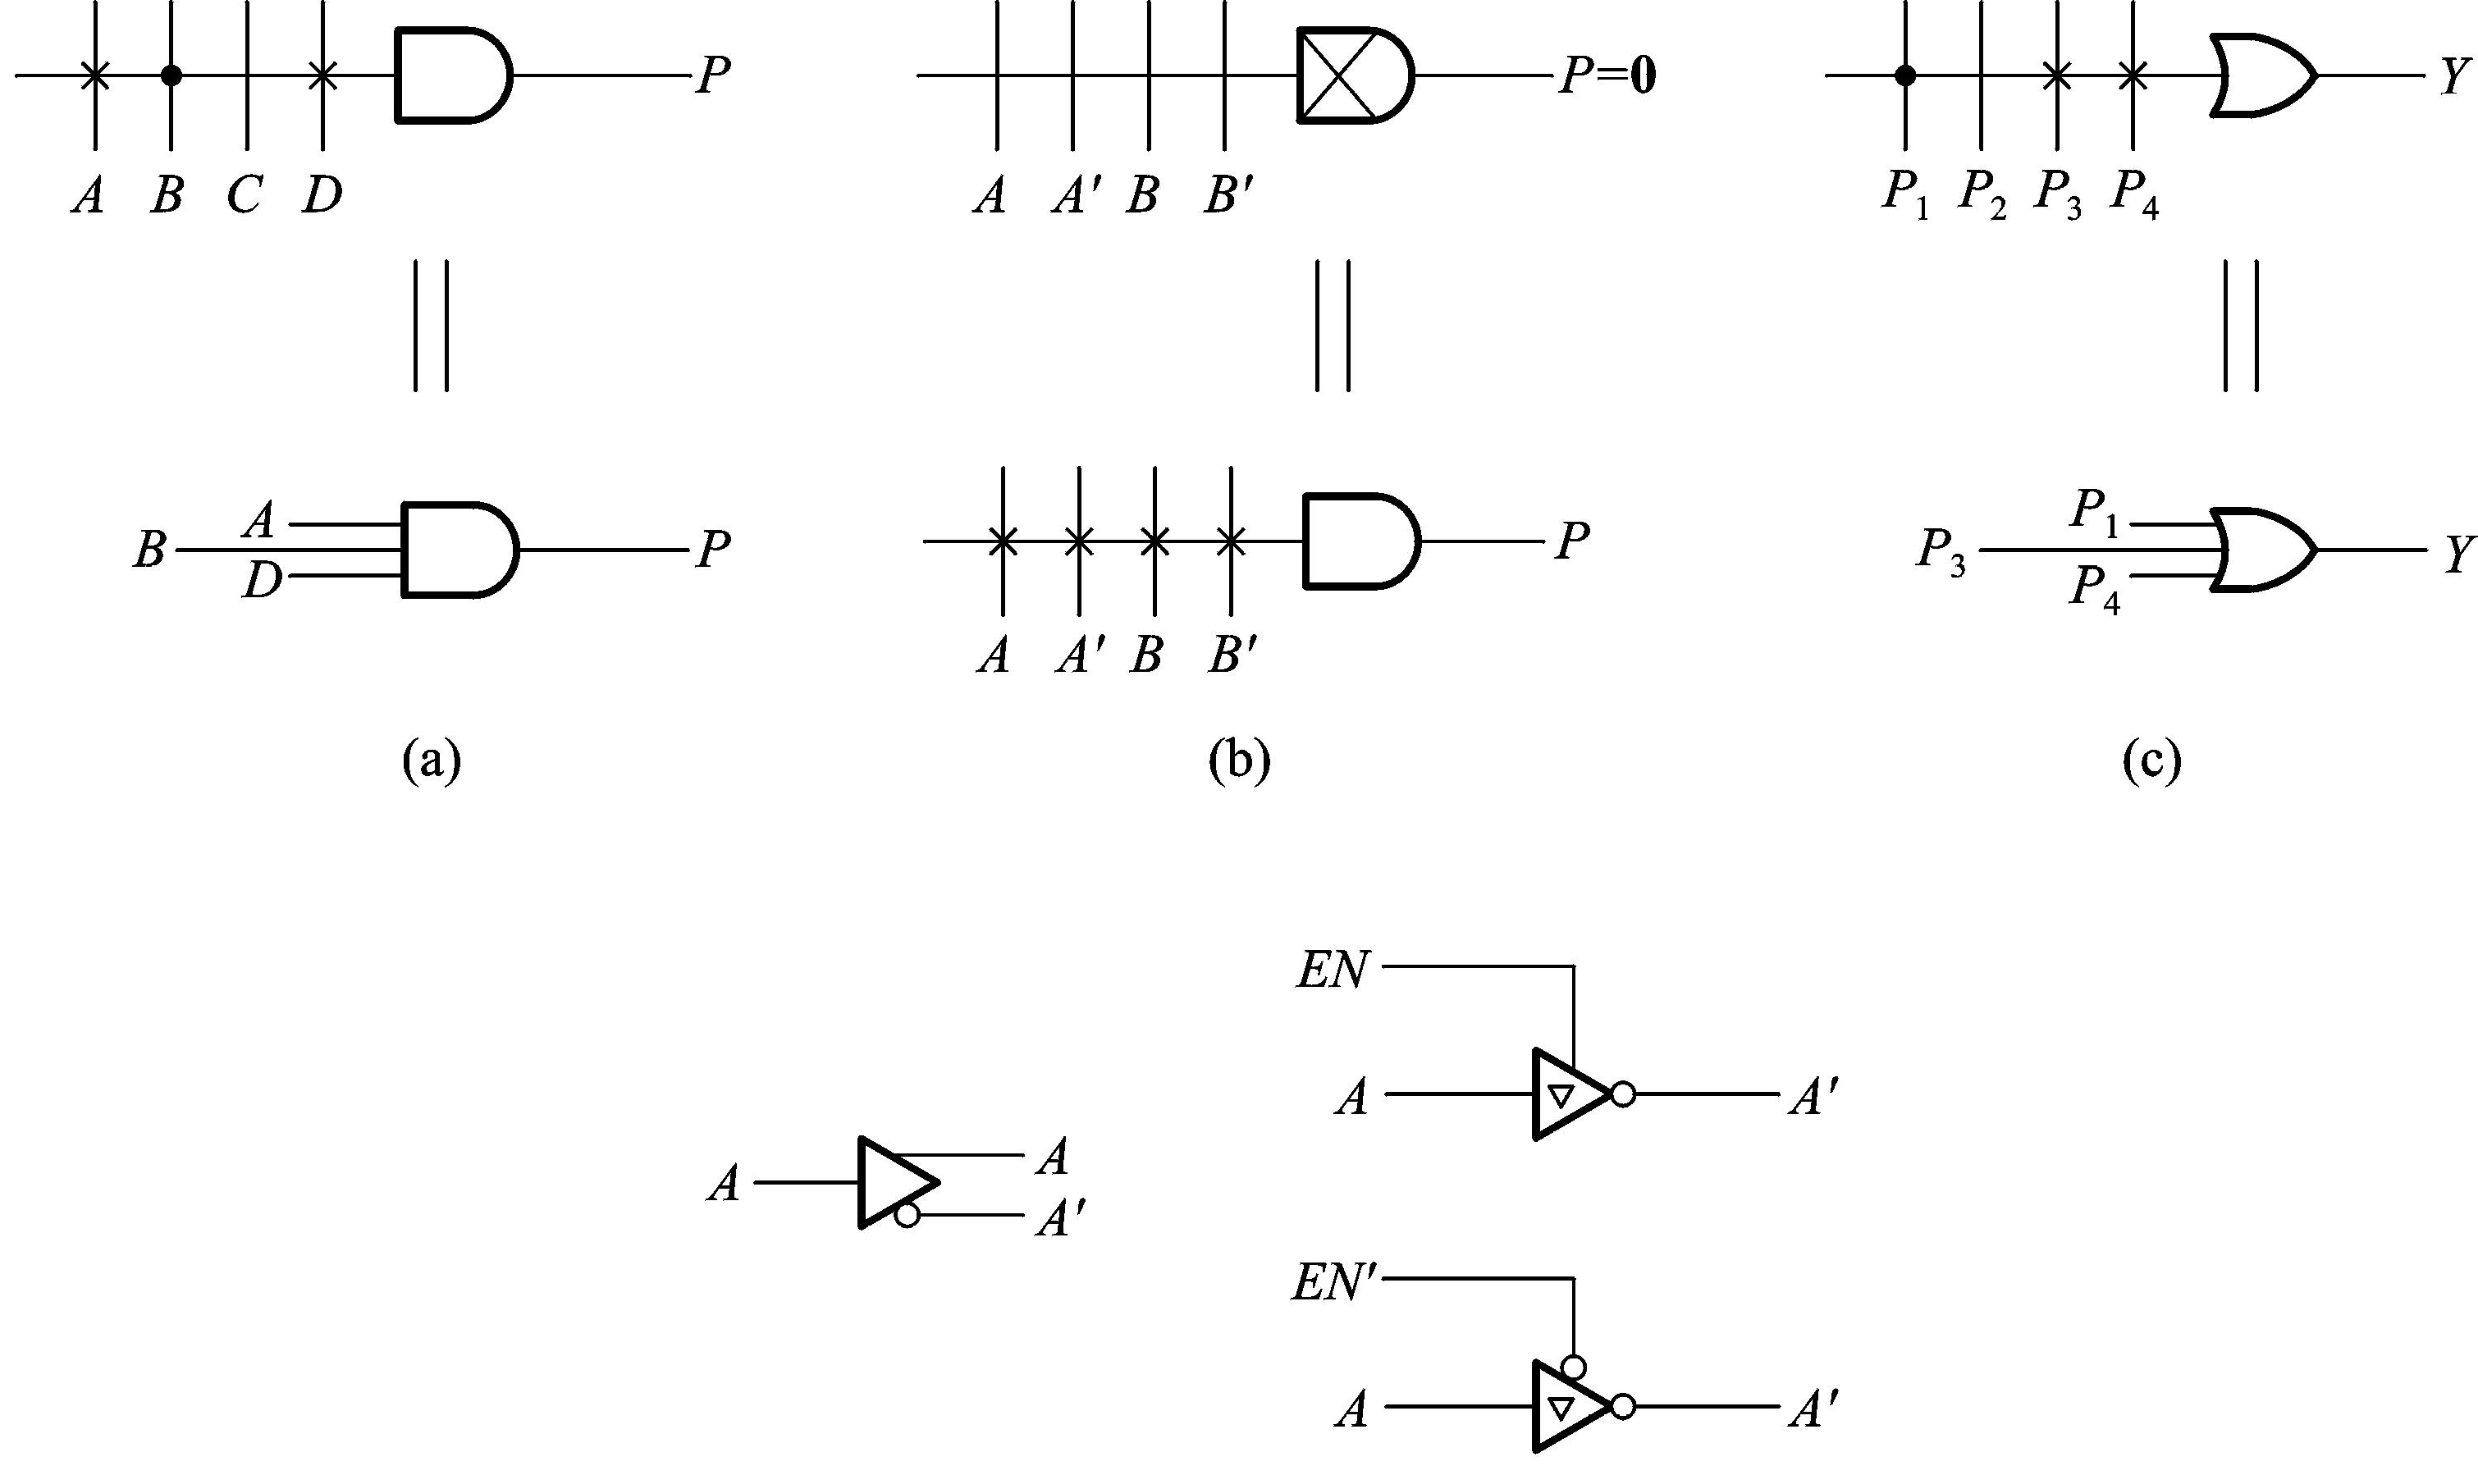 P
A B C D
P=0
A A′ B B′
Y
P1 P2 P3 P4
A
B
D
P
P
A A′ B B′
P1
P3
P4
Y
(a) (b) (c)
EN
A A′
A
A
A′
EN′
A A′